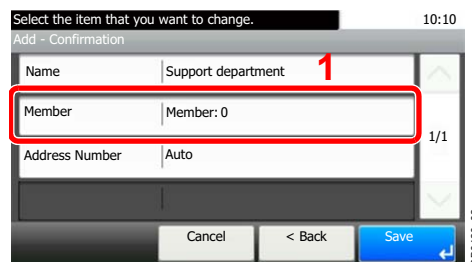 Select the item that you want to change. 10:10
Add - Confirmation
Name Support department 1
Member Member: 0
1/1
Address Number Auto
Cancel < Back Save